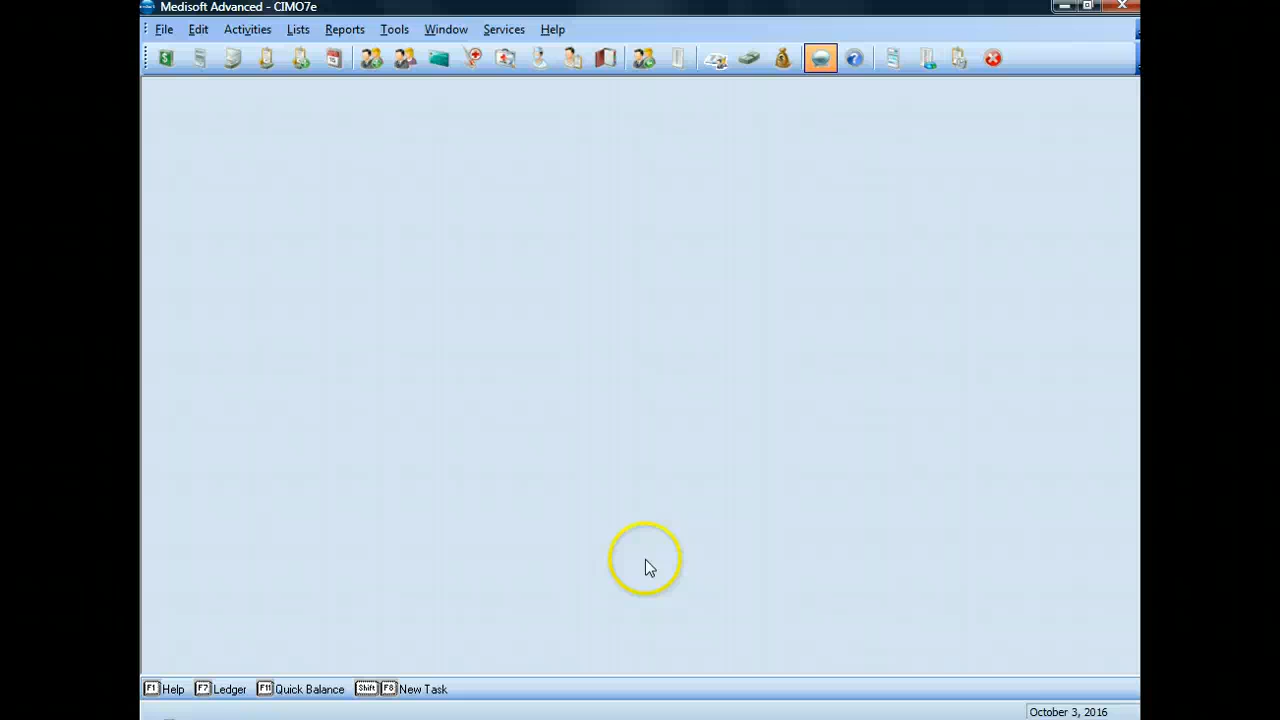 Medisoft Advanced - CIMO7e
File Edit Activities Lists Reports Tools Window Services Help
F1 Help F7 Ledger F11 Quick Balance Shift F8 New Task
October 3, 2016